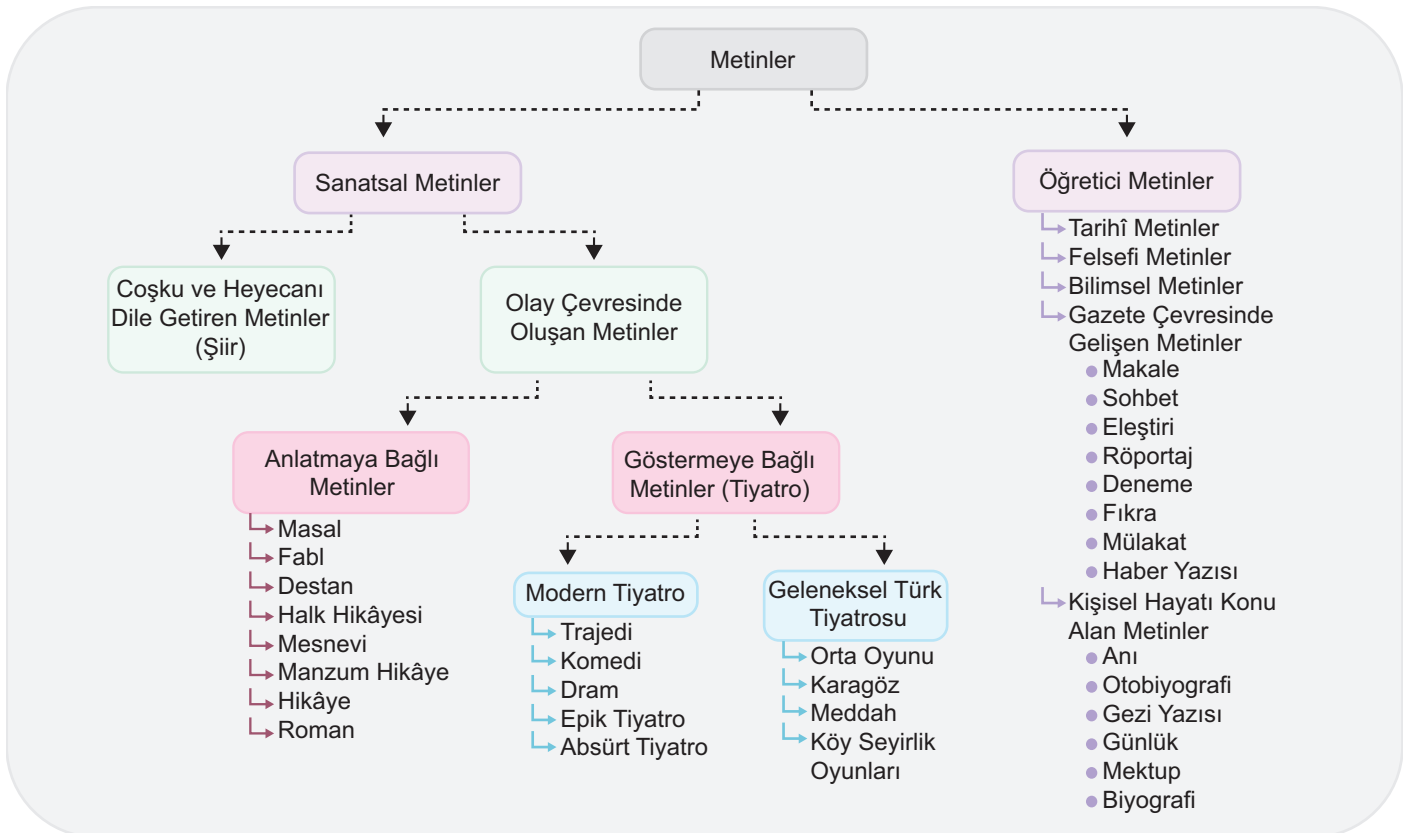 Metinler
Sanatsal Metinler
Coşku ve Heyecanı
Dile Getiren Metinler
(Şiir)
Olay Çevresinde
Oluşan Metinler
Anlatmaya Bağlı
Metinler
Masal
Fabl
Destan
Halk Hikâyesi
Mesnevi
Manzum Hikâye
Hikâye
Roman
Göstermeye Bağlı
Metinler (Tiyatro)
Modern Tiyatro
Trajedi
Komedi
Dram
Epik Tiyatro
Absürt Tiyatro
Geleneksel Türk
Tiyatrosu
Orta Oyunu
Karagöz
Meddah
Köy Seyirlik
Oyunları
Öğretici Metinler
Tarihî Metinler
Felsefi Metinler
Bilimsel Metinler
Gazete Çevresinde
Gelişen Metinler
Makale
Sohbet
Eleştiri
Röportaj
Deneme
Fıkra
Mülakat
Haber Yazısı
Kişisel Hayatı Konu
Alan Metinler
Anı
Otobiyografi
Gezi Yazısı
Günlük
Mektup
Biyografi